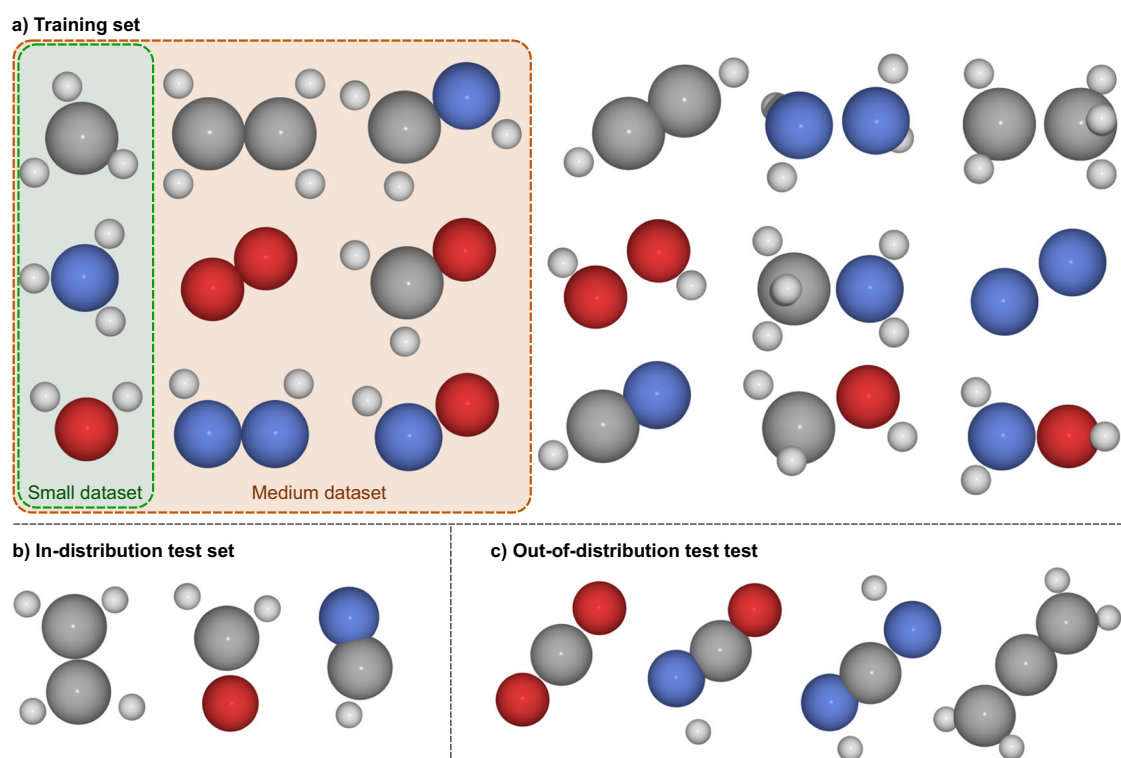 a) Training set
Small dataset
Medium dataset
b) In-distribution test set
c) Out-of-distribution test test